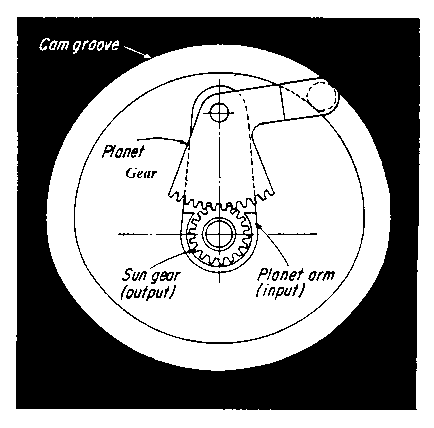 Cam groove
Planet
Gear
Sun gear
(output)
Planet arm
(input)